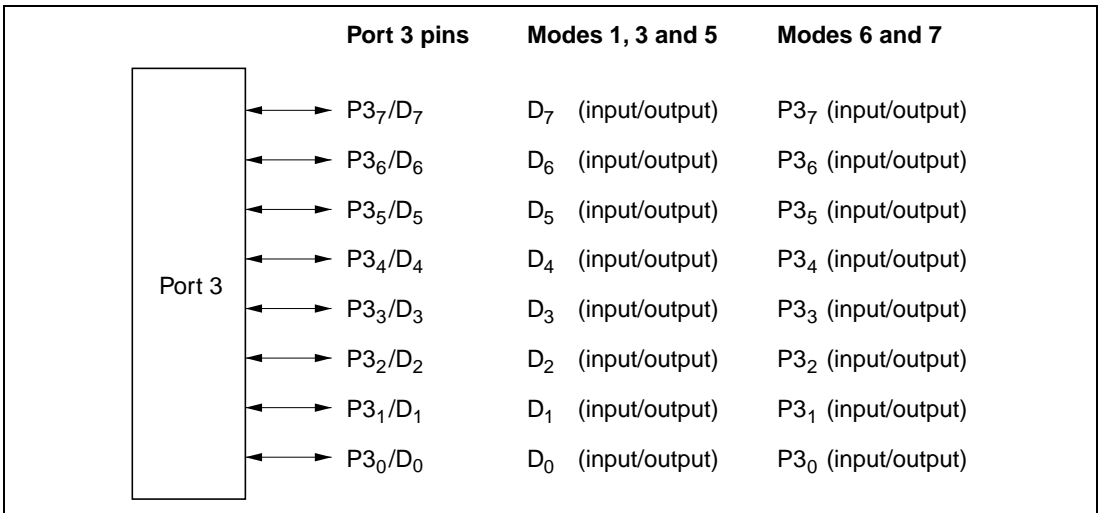 Port 3 pins Modes 1, 3 and 5 Modes 6 and 7
P3₇/D₇ D₇ (input/output) P3₇ (input/output)
P3₆/D₆ D₆ (input/output) P3₆ (input/output)
P3₅/D₅ D₅ (input/output) P3₅ (input/output)
P3₄/D₄ D₄ (input/output) P3₄ (input/output)
Port 3
P3₃/D₃ D₃ (input/output) P3₃ (input/output)
P3₂/D₂ D₂ (input/output) P3₂ (input/output)
P3₁/D₁ D₁ (input/output) P3₁ (input/output)
P3₀/D₀ D₀ (input/output) P3₀ (input/output)